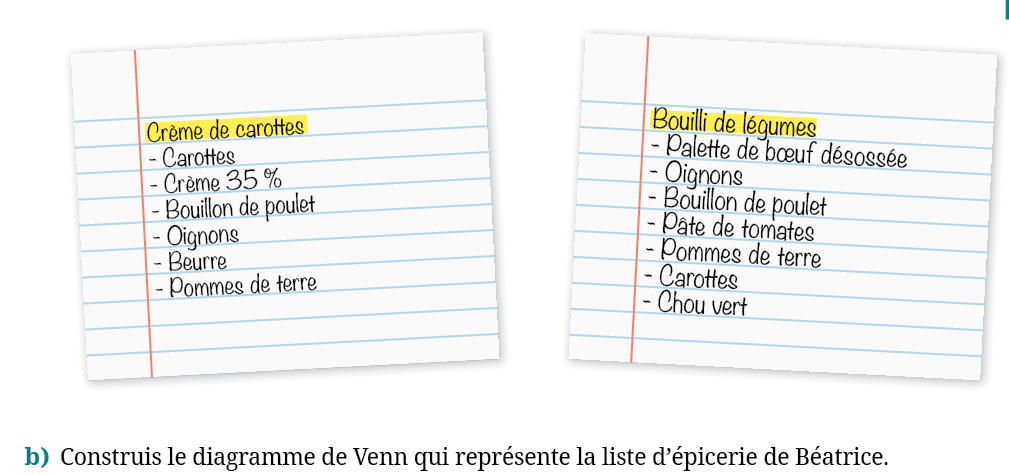 Crème de carottes
- Carottes
- Crème 35 %
- Bouillon de poulet
- Oignons
- Beurre
- Pommes de terre
Bouilli de légumes
- Palette de bœuf désossée
- Oignons
- Bouillon de poulet
- Pâte de tomates
- Pommes de terre
- Carottes
- Chou vert
b) Construis le diagramme de Venn qui représente la liste d’épicerie de Béatrice.